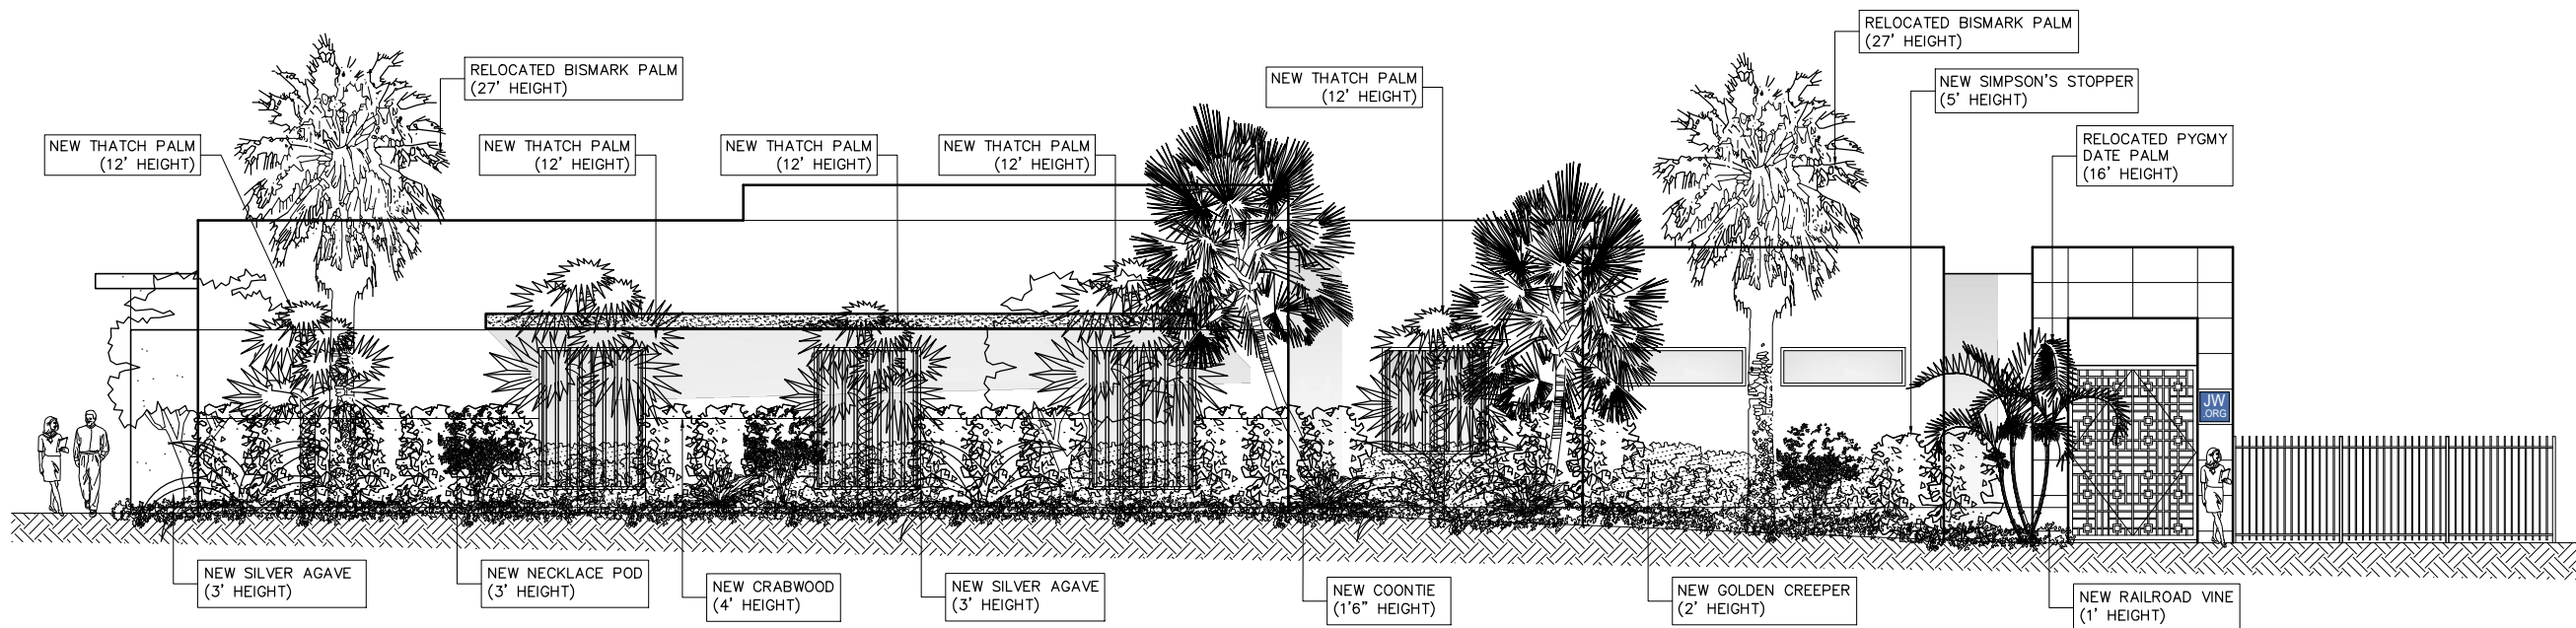 RELOCATED BISMARK PALM
(27' HEIGHT)
RELOCATED BISMARK PALM
(27' HEIGHT)
NEW THATCH PALM
(12' HEIGHT)
NEW SIMPSON'S STOPPER
(5' HEIGHT)
NEW THATCH PALM
(12' HEIGHT)
NEW THATCH PALM
(12' HEIGHT)
NEW THATCH PALM
(12' HEIGHT)
NEW THATCH PALM
(12' HEIGHT)
RELOCATED PYGMY
DATE PALM
(16' HEIGHT)
JW
.ORG
NEW SILVER AGAVE
(3' HEIGHT)
NEW NECKLACE POD
(3' HEIGHT)
NEW CRABWOOD
(4' HEIGHT)
NEW SILVER AGAVE
(3' HEIGHT)
NEW COONTIE
(1'6" HEIGHT)
NEW GOLDEN CREEPER
(2' HEIGHT)
NEW RAILROAD VINE
(1' HEIGHT)